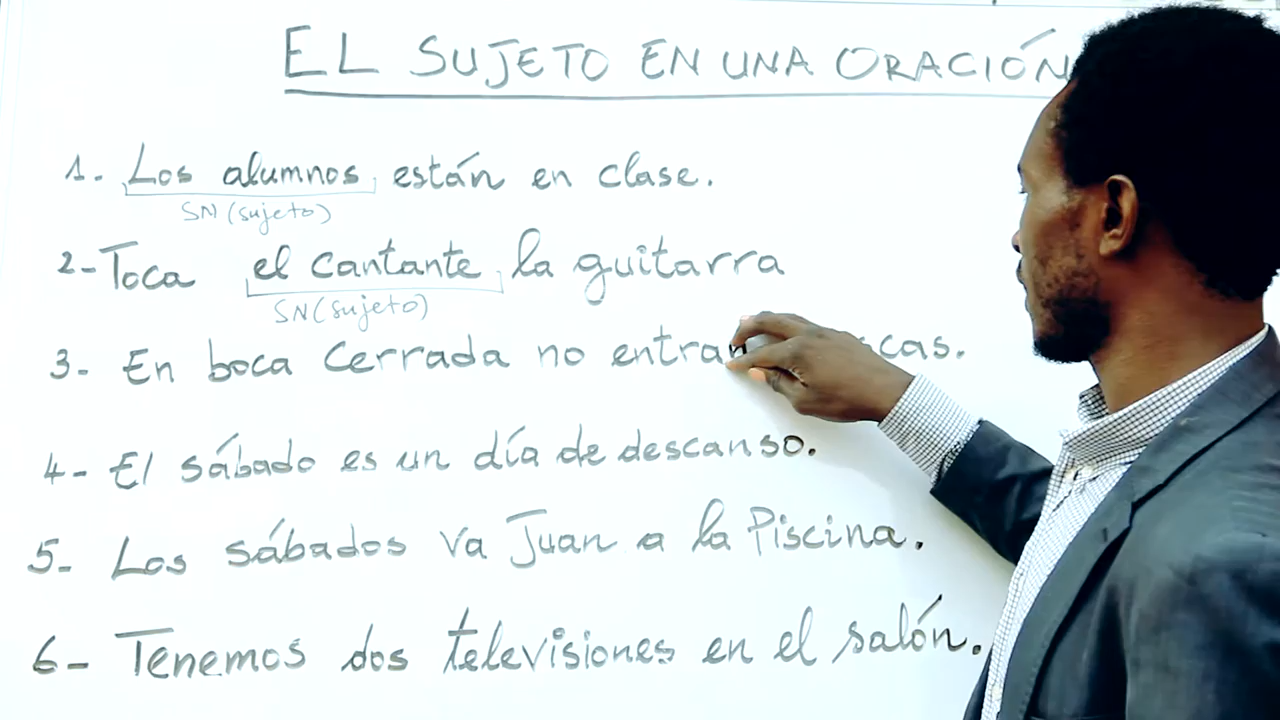 EL SUJETO EN UNA ORACIÓN
1. Los alumnos están en clase.
SN (sujeto)
2- Toca el cantante la guitarra
SN (sujeto)
3- En boca cerrada no entran cas.
4- El sábado es un día de descanso.
5- Los sábados va Juan a la Piscina.
6- Tenemos dos televisiones en el salón.